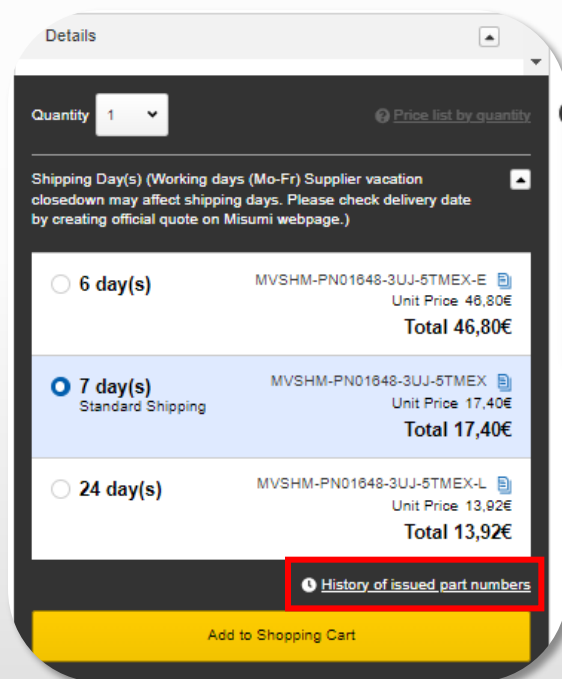 Details
Quantity 1
Price list by quantity
Shipping Day(s) (Working days (Mo-Fr) Supplier vacation
closedown may affect shipping days. Please check delivery date
by creating official quote on Misumi webpage.)
6 day(s)
MVSHM-PN01648-3UJ-5TMEX-E
Unit Price 46,80€
Total 46,80€
7 day(s)
Standard Shipping
MVSHM-PN01648-3UJ-5TMEX
Unit Price 17,40€
Total 17,40€
24 day(s)
MVSHM-PN01648-3UJ-5TMEX-L
Unit Price 13,92€
Total 13,92€
History of issued part numbers
Add to Shopping Cart